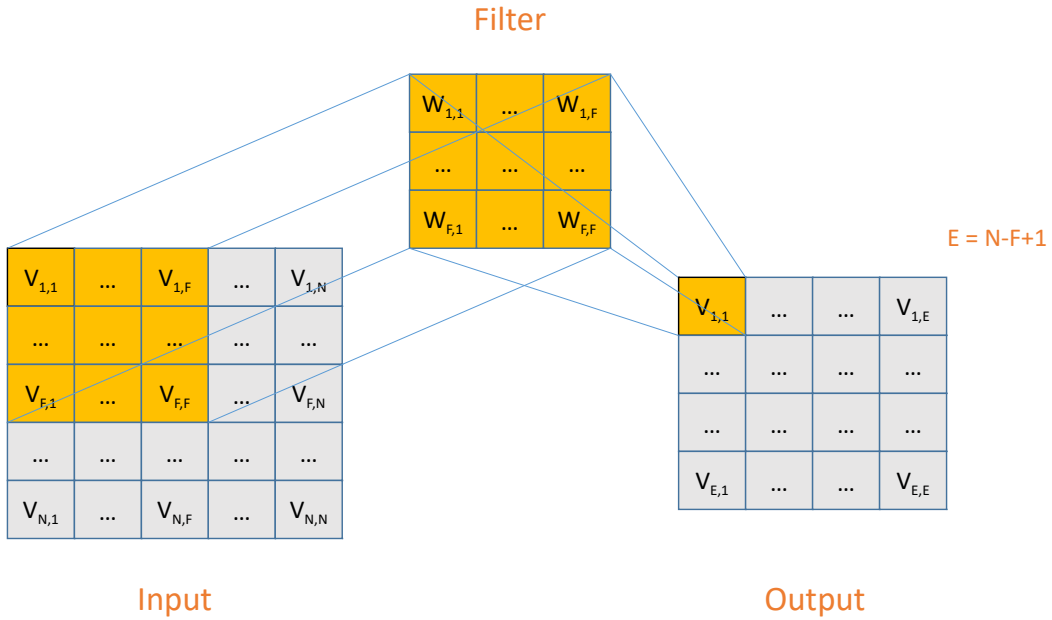 Filter
W1,1 ... W1,F
... ... ...
WF,1 ... WF,F
E = N-F+1
V1,1 ... V1,F ... V1,N
... ... ... ... ...
VF,1 ... VF,F ... VF,N
... ... ... ... ...
VN,1 ... VN,F ... VN,N
V1,1 ... ... V1,E
... ... ... ...
... ... ... ...
VE,1 ... ... VE,E
Input
Output